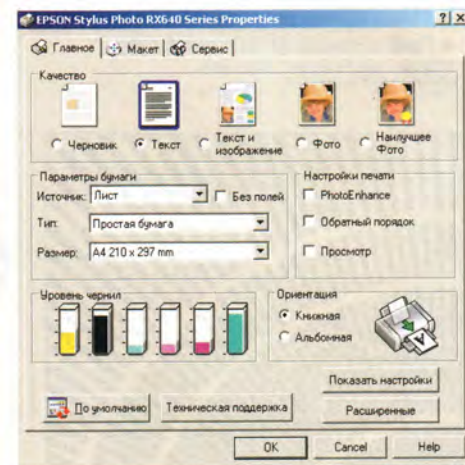 EPSON Stylus Photo RX640 Series Properties
Главное Макет Сервис
Качество
Черновик Текст Текст и изображение Фото Наилучшее Фото
Параметры бумаги
Источник: Лист Без полей
Тип: Простая бумага
Размер: A4 210 x 297 mm
Настройки печати
PhotoEnhance
Обратный порядок
Просмотр
Уровень чернил
Ориентация
Книжная
Альбомная
Показать настройки
По умолчанию Техническая поддержка Расширенные
OK Cancel Help